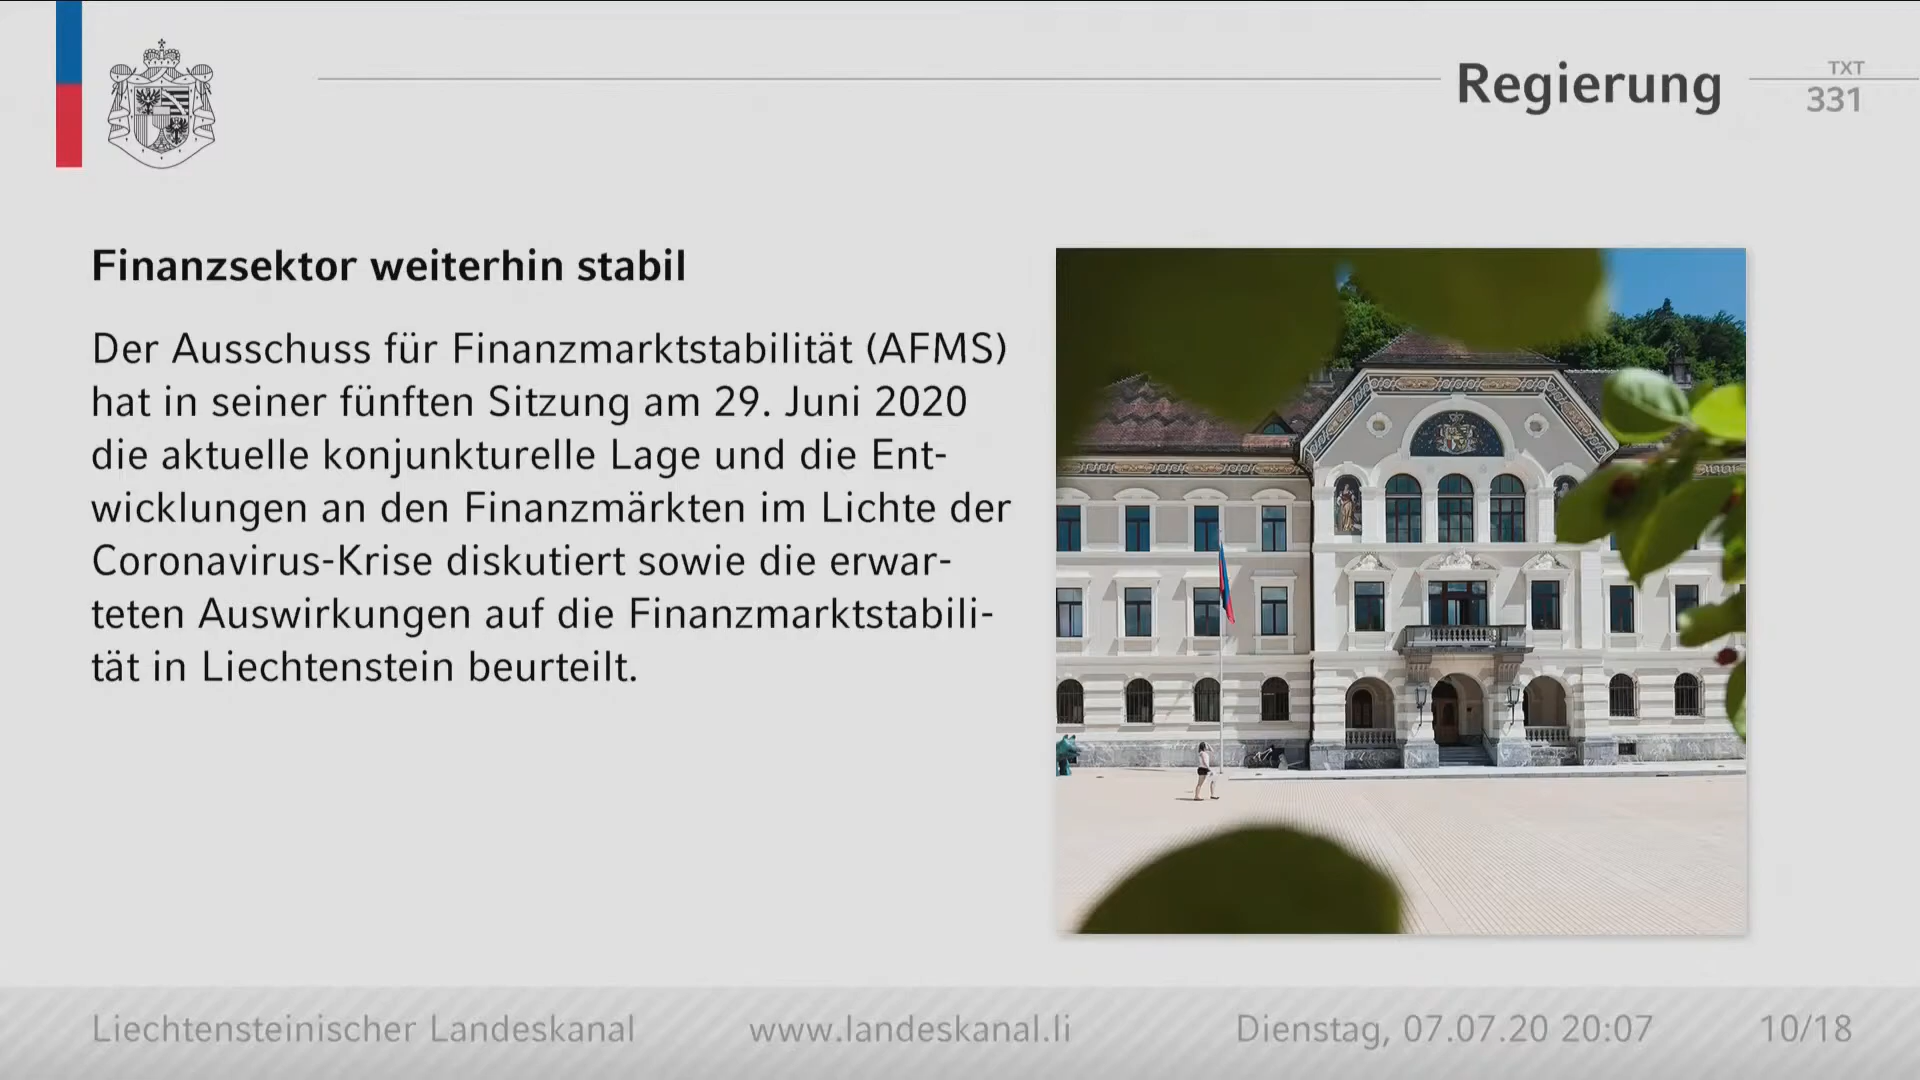 Regierung
TXT
331
Finanzsektor weiterhin stabil
Der Ausschuss für Finanzmarktstabilität (AFMS)
hat in seiner fünften Sitzung am 29. Juni 2020
die aktuelle konjunkturelle Lage und die Ent-
wicklungen an den Finanzmärkten im Lichte der
Coronavirus-Krise diskutiert sowie die erwar-
teten Auswirkungen auf die Finanzmarktstabili-
tät in Liechtenstein beurteilt.
Liechtensteinischer Landeskanal www.landeskanal.li Dienstag, 07.07.20 20:07 10/18